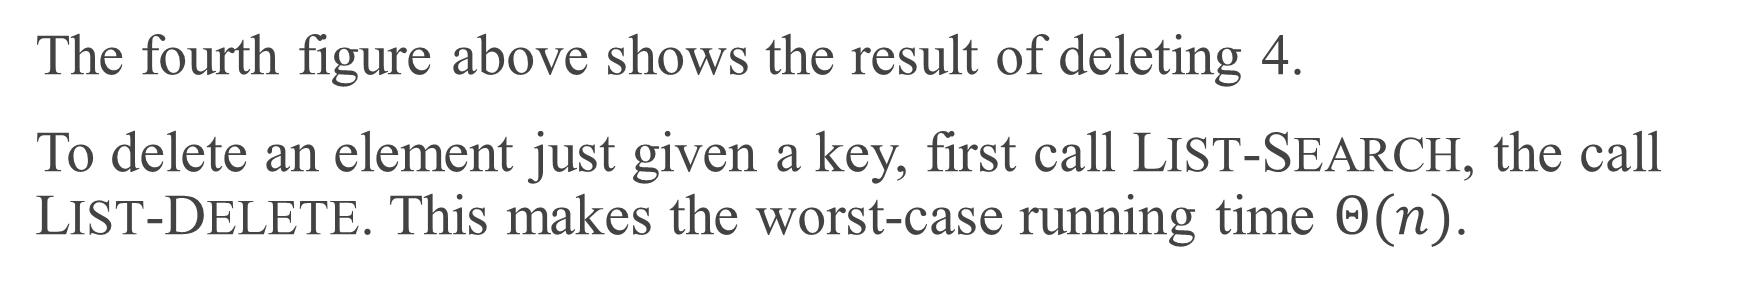 The fourth figure above shows the result of deleting 4.
To delete an element just given a key, first call LIST-SEARCH, the call
LIST-DELETE. This makes the worst-case running time Θ(n).